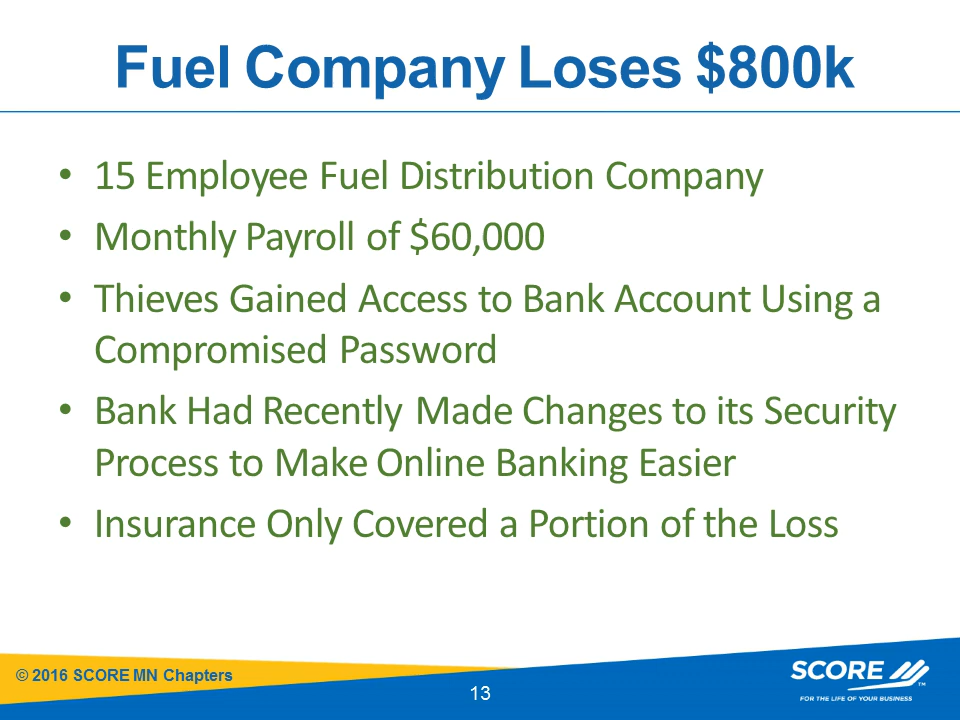 Fuel Company Loses $800k
• 15 Employee Fuel Distribution Company
• Monthly Payroll of $60,000
• Thieves Gained Access to Bank Account Using a
Compromised Password
• Bank Had Recently Made Changes to its Security
Process to Make Online Banking Easier
• Insurance Only Covered a Portion of the Loss
© 2016 SCORE MN Chapters
13
SCORE ™
FOR THE LIFE OF YOUR BUSINESS